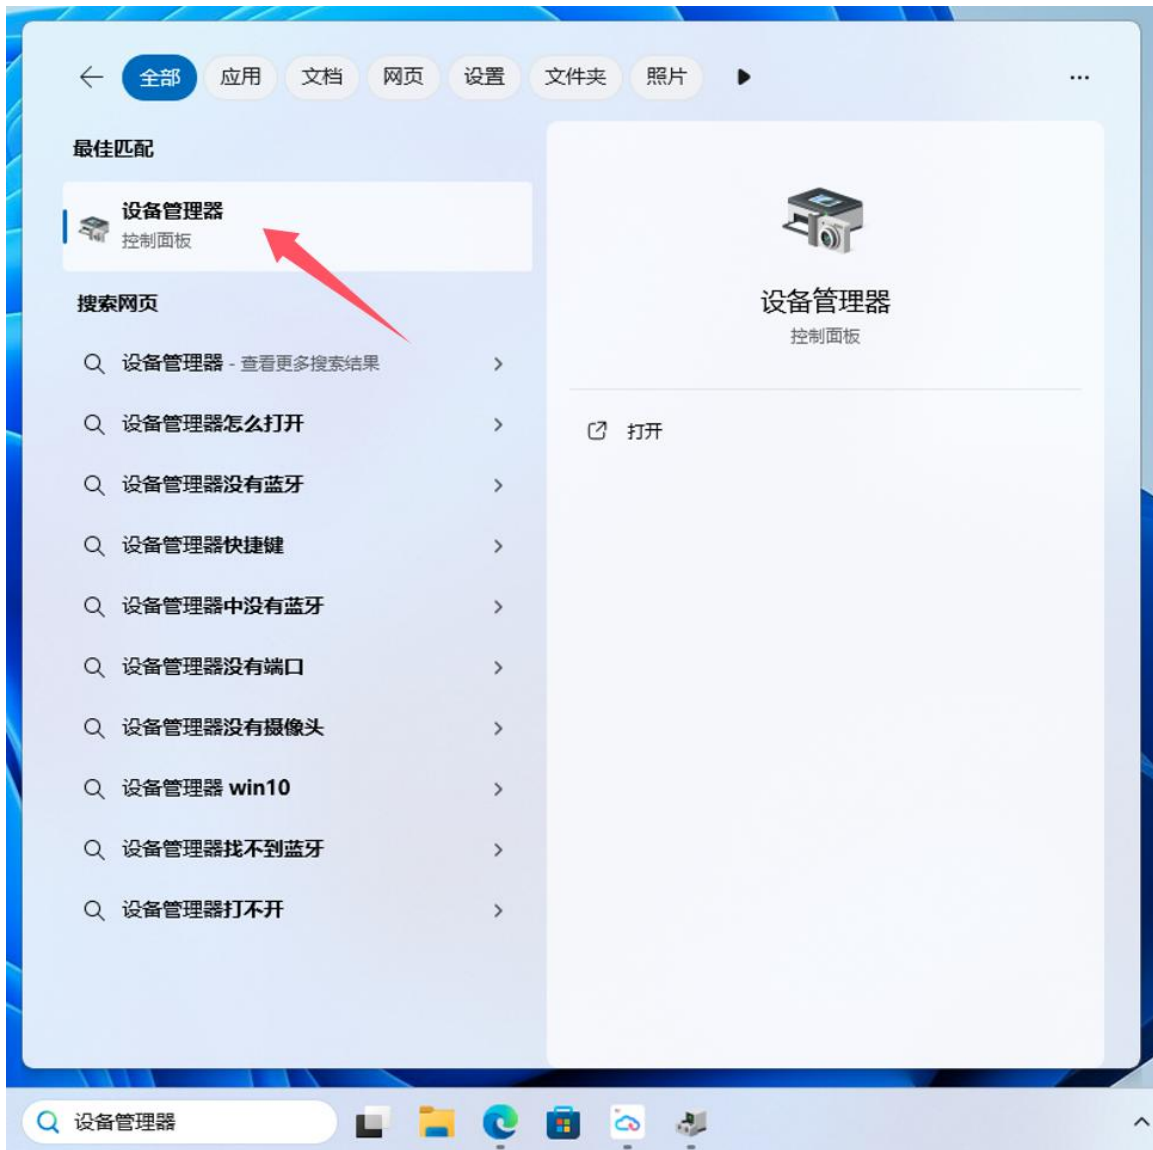 全部 应用 文档 网页 设置 文件夹 照片
最佳匹配
设备管理器
控制面板
搜索网页
设备管理器 - 查看更多搜索结果
设备管理器怎么打开
设备管理器没有蓝牙
设备管理器快捷键
设备管理器中没有蓝牙
设备管理器没有端口
设备管理器没有摄像头
设备管理器 win10
设备管理器找不到蓝牙
设备管理器打不开
设备管理器
控制面板
打开
设备管理器